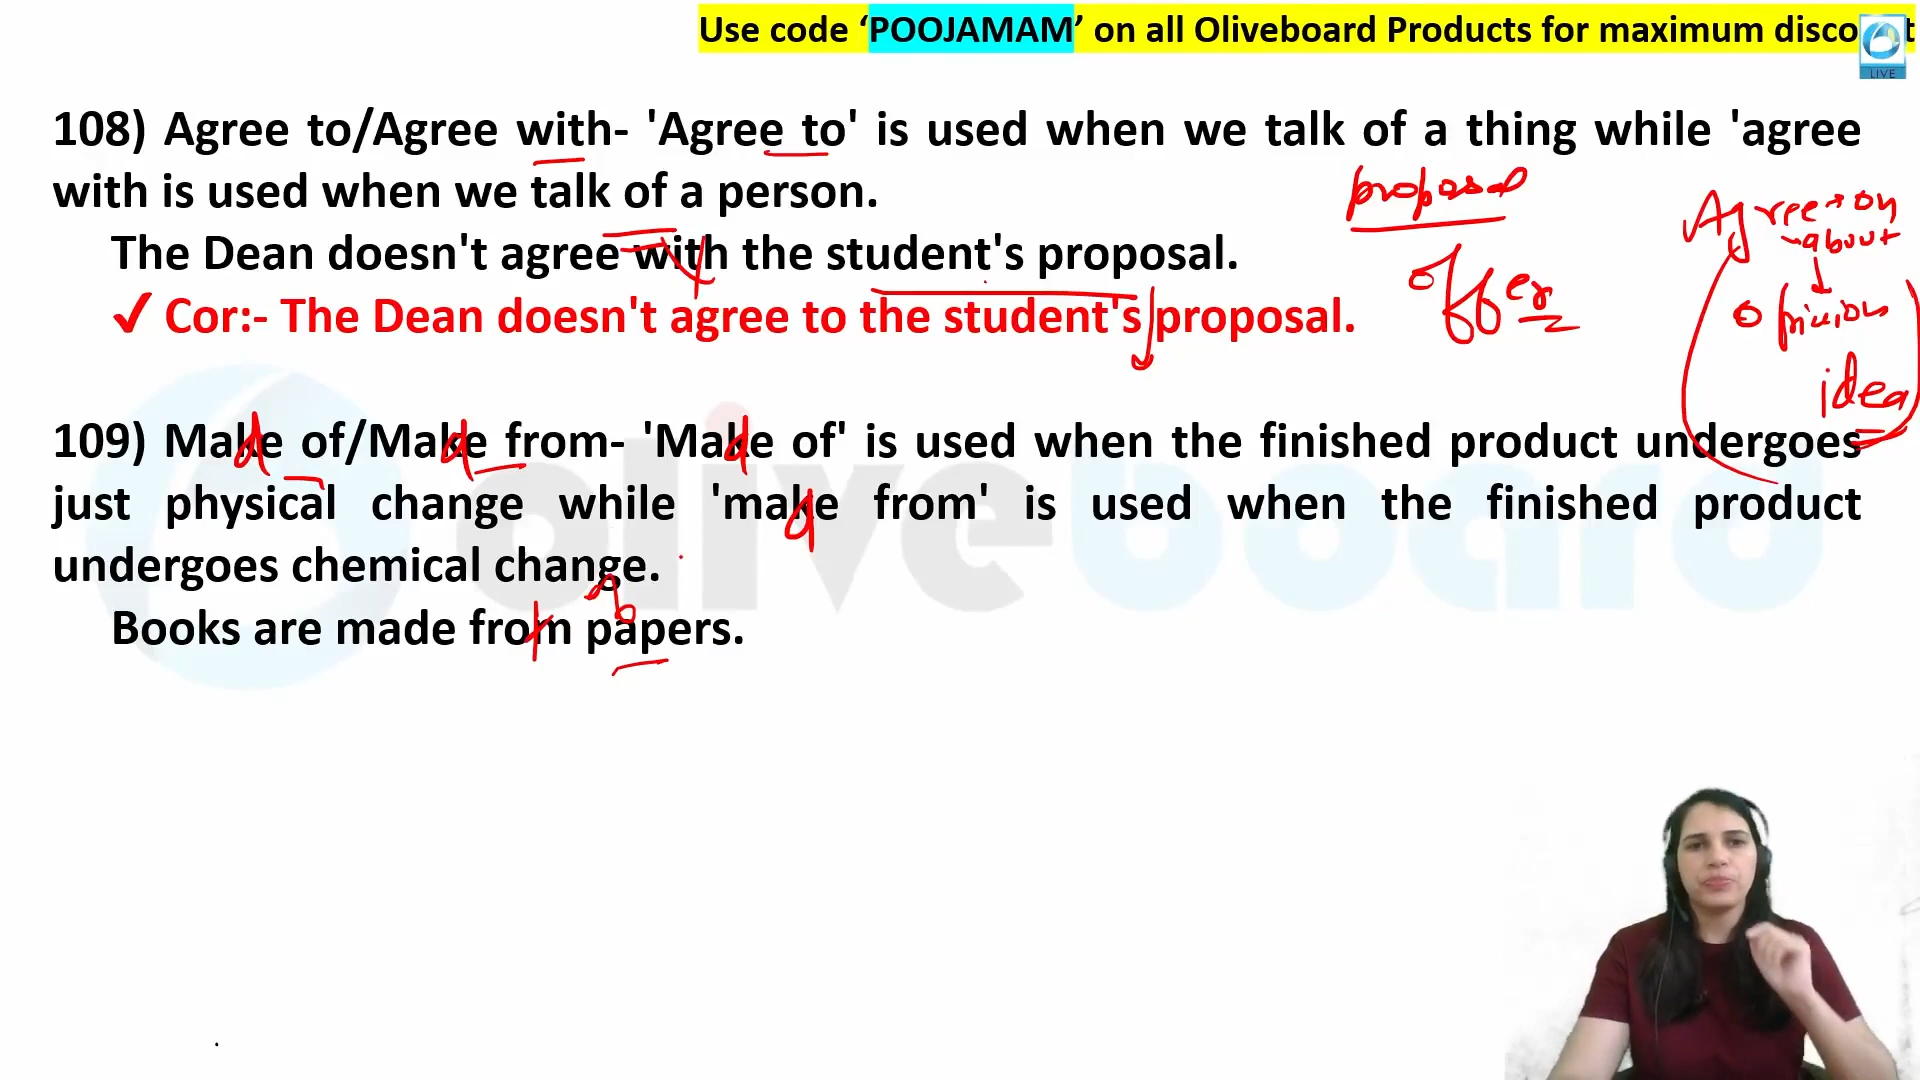 Use code ‘POOJAMAM’ on all Oliveboard Products for maximum disco t
LIVE
108) Agree to/Agree with- 'Agree to' is used when we talk of a thing while 'agree
with is used when we talk of a person.
proposal
Agree → on
→ about
The Dean doesn't agree with the student's proposal.
offer
opinion
✓ Cor:- The Dean doesn't agree to the student's proposal.
idea
109) Make of/Make from- 'Make of' is used when the finished product undergoes
d d d
just physical change while 'make from' is used when the finished product
d
undergoes chemical change.
Books are made from papers.
oliveboard